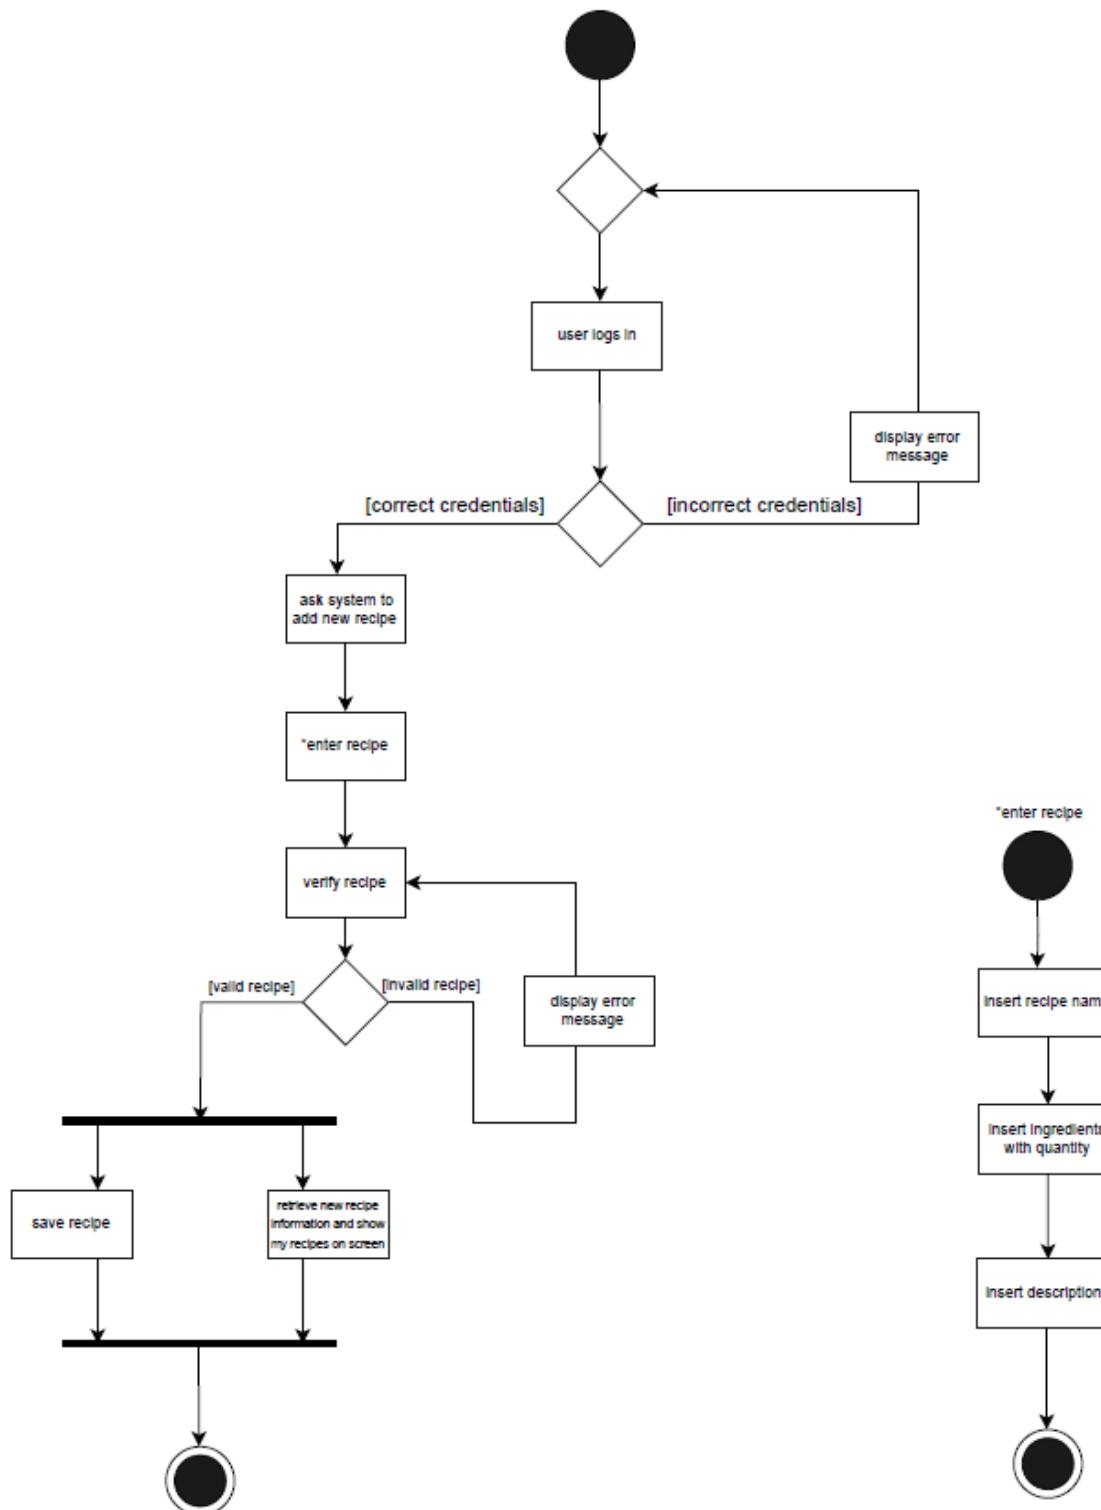 user logs in
display error
message
[correct credentials]
[incorrect credentials]
ask system to
add new recipe
*enter recipe
verify recipe
[valid recipe]
[invalid recipe]
display error
message
save recipe
retrieve new recipe
information and show
my recipes on screen
*enter recipe
insert recipe nam
insert ingredients
with quantity
insert description